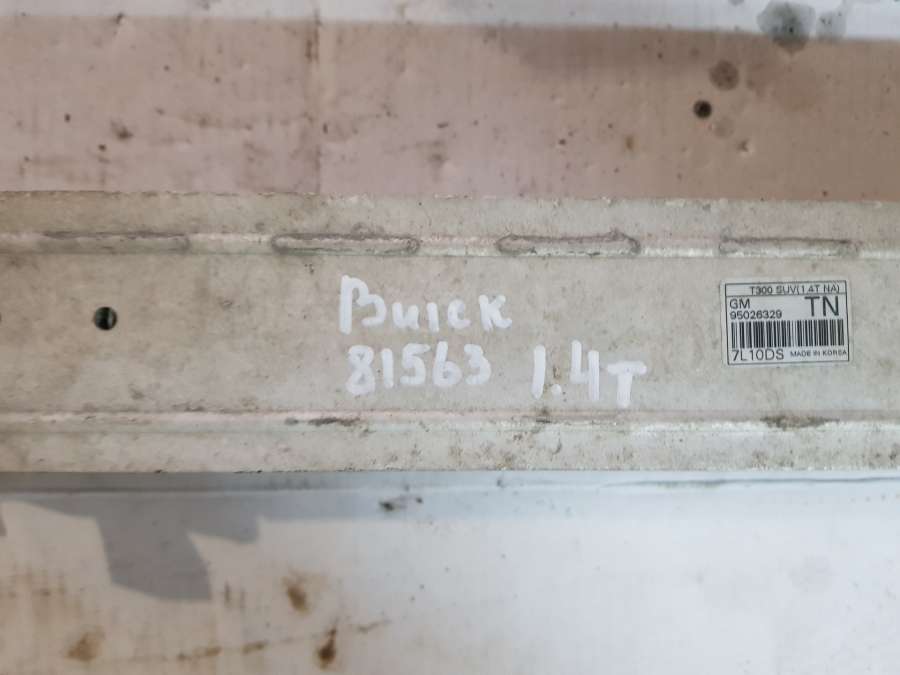 Buick
81563 1.4T
T300 SUV(1.4T NA)
GM TN
95026329
7L10DS MADE IN KOREA